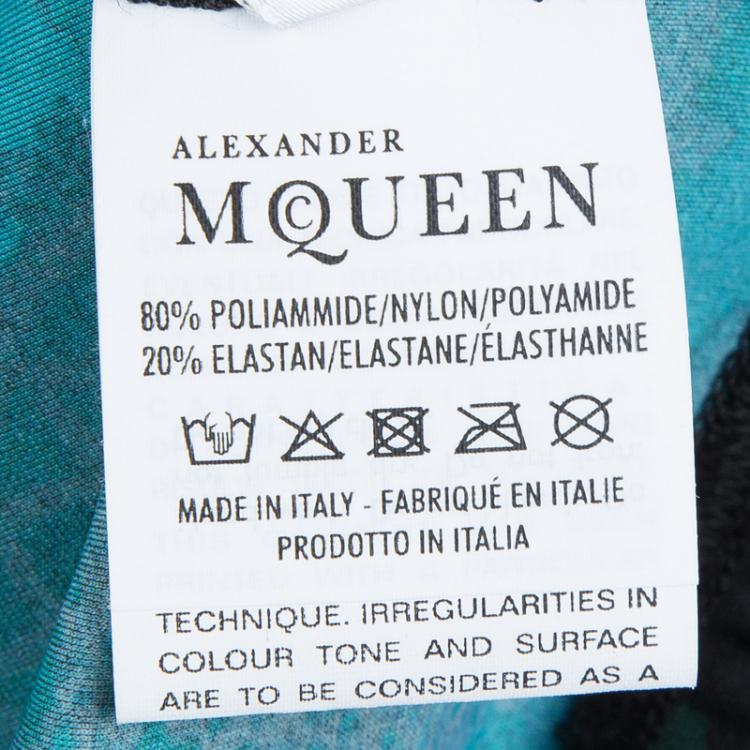 ALEXANDER
MCQUEEN
80% POLIAMMIDE/NYLON/POLYAMIDE
20% ELASTAN/ELASTANE/ÉLASTHANNE
MADE IN ITALY - FABRIQUÉ EN ITALIE
PRODOTTO IN ITALIA
TECHNIQUE. IRREGULARITIES IN
COLOUR TONE AND SURFACE
ARE TO BE CONSIDERED AS A